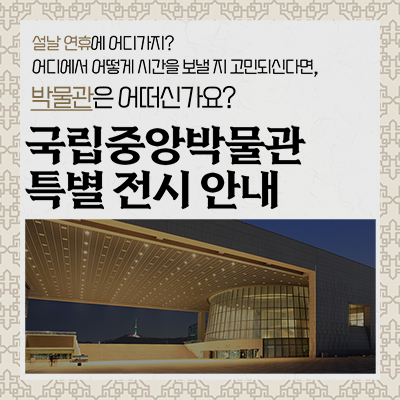 설날 연휴에 어디가지?
어디에서 어떻게 시간을 보낼 지 고민되신다면,
박물관은 어떠신가요?
국립중앙박물관
특별 전시 안내